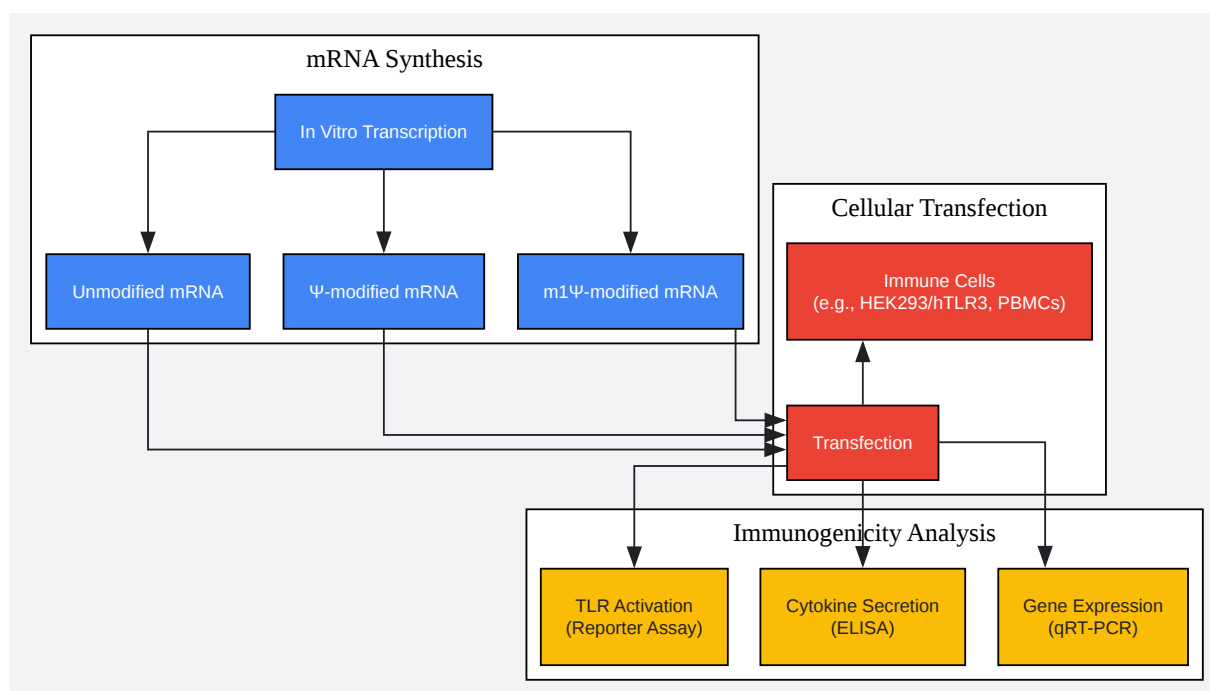 mRNA Synthesis
In Vitro Transcription
Unmodified mRNA
Ψ-modified mRNA
m1Ψ-modified mRNA
Cellular Transfection
Immune Cells
(e.g., HEK293/hTLR3, PBMCs)
Transfection
Immunogenicity Analysis
TLR Activation
(Reporter Assay)
Cytokine Secretion
(ELISA)
Gene Expression
(qRT-PCR)